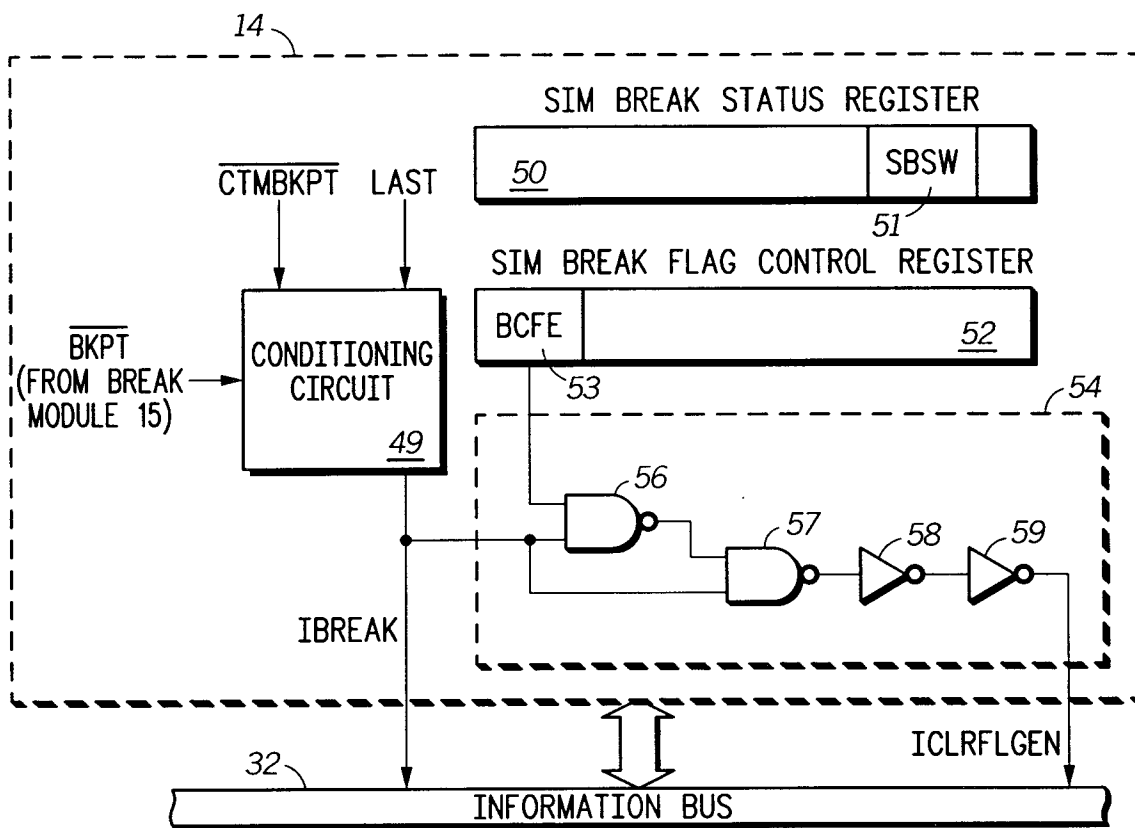 14
SIM BREAK STATUS REGISTER
50
SBSW
51
CTMBKPT LAST
SIM BREAK FLAG CONTROL REGISTER
BCFE
52
53
BKPT
(FROM BREAK
MODULE 15)
CONDITIONING
CIRCUIT
49
54
56
57
58
59
IBREAK
ICLRFLGEN
32
INFORMATION BUS